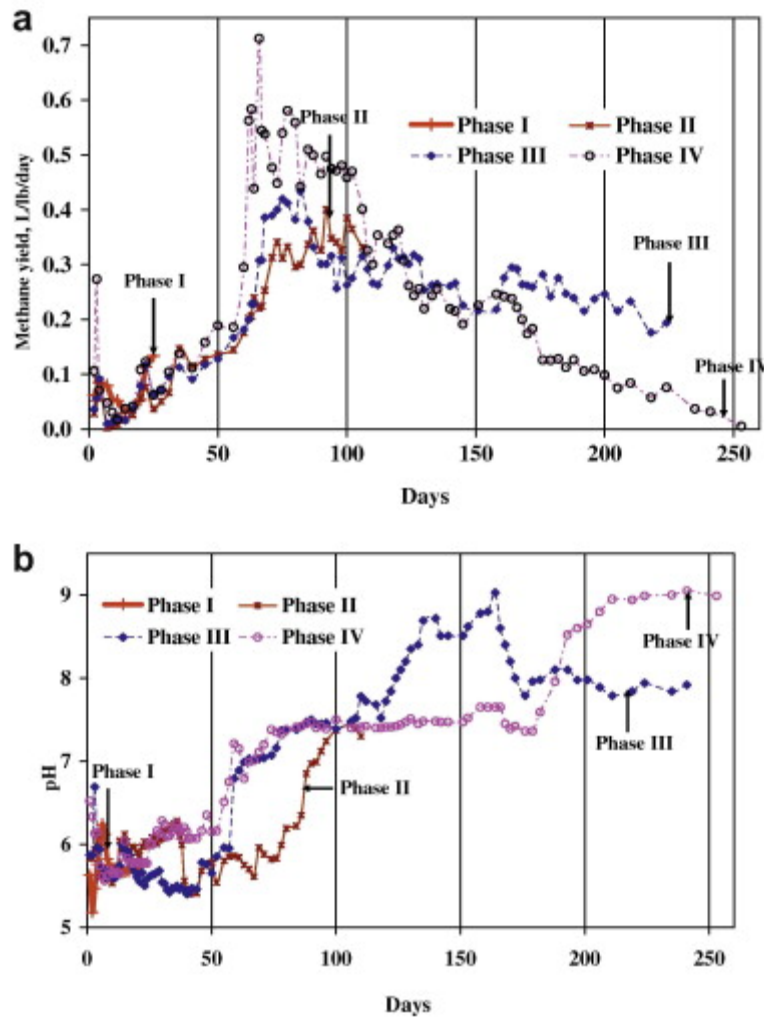 a
0.7
0.6
0.5
0.4
0.3
0.2
0.1
0.0
Methane yield, L/lb/day
Phase I
Phase II
Phase III
Phase IV
Phase II
Phase I
Phase III
Phase IV
0 50 100 150 200 250
Days
b
9
8
7
6
5
pH
Phase I
Phase II
Phase III
Phase IV
Phase I
Phase II
Phase IV
Phase III
0 50 100 150 200 250
Days